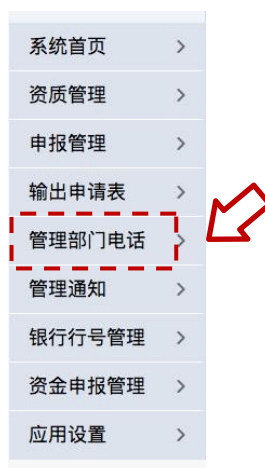 系统首页
资质管理
申报管理
输出申请表
管理部门电话
管理通知
银行行号管理
资金申报管理
应用设置